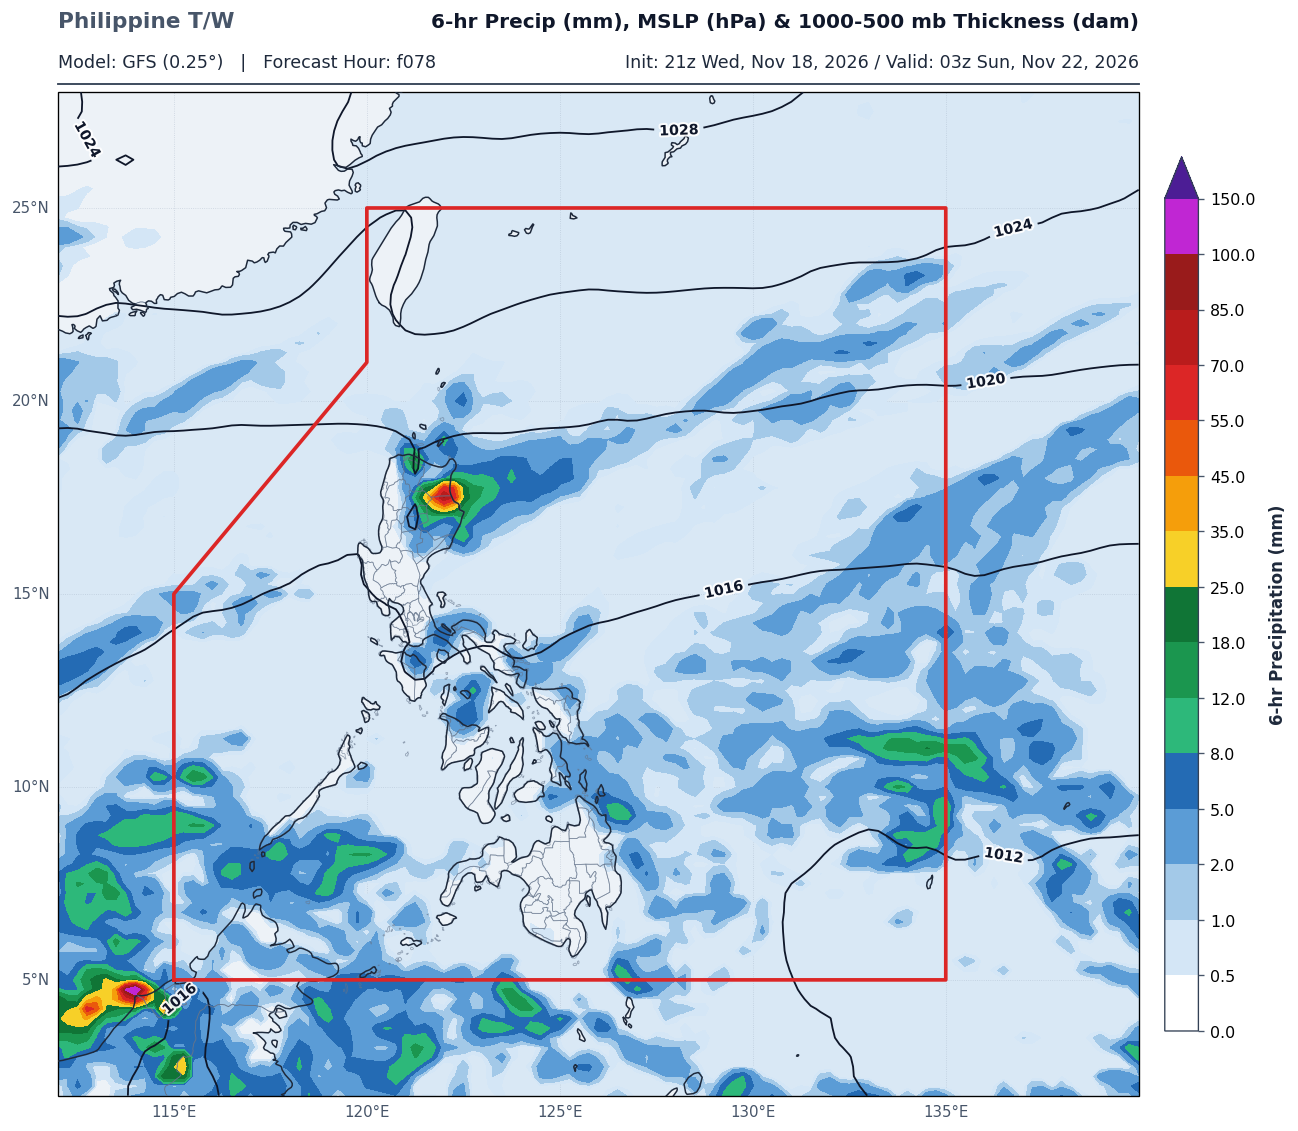 Philippine T/W
6-hr Precip (mm), MSLP (hPa) & 1000-500 mb Thickness (dam)
Model: GFS (0.25°) | Forecast Hour: f078
Init: 21z Wed, Nov 18, 2026 / Valid: 03z Sun, Nov 22, 2026
1024
1028
1024
1020
1016
1012
1016
25°N
20°N
15°N
10°N
5°N
115°E
120°E
125°E
130°E
135°E
150.0
100.0
85.0
70.0
55.0
45.0
35.0
25.0
18.0
12.0
8.0
5.0
2.0
1.0
0.5
0.0
6-hr Precipitation (mm)